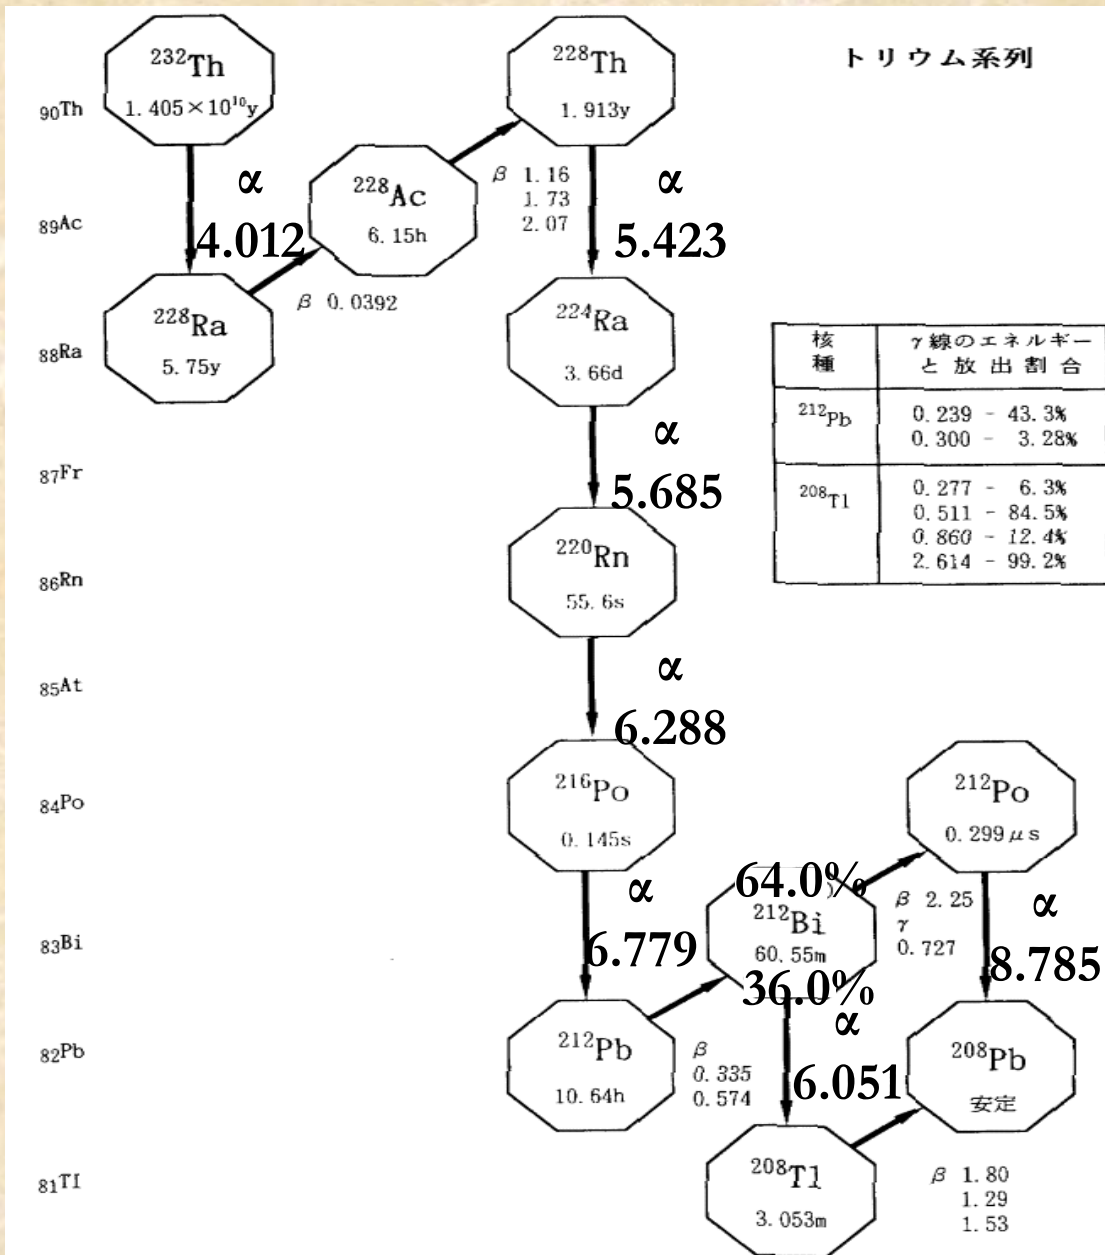 トリウム系列
₉₀Th
²³²Th
1.405×10¹⁰y
²²⁸Th
1.913y
α
4.012
β 1.16
1.73
2.07
α
5.423
₈₉Ac
²²⁸Ac
6.15h
β 0.0392
₈₈Ra
²²⁸Ra
5.75y
²²⁴Ra
3.66d
核種
γ線のエネルギー
と放出割合
²¹²Pb
0.239 - 43.3%
0.300 - 3.28%
²⁰⁸Tl
0.277 - 6.3%
0.511 - 84.5%
0.860 - 12.4%
2.614 - 99.2%
α
5.685
₈₇Fr
₈₆Rn
²²⁰Rn
55.6s
α
6.288
₈₅At
₈₄Po
²¹⁶Po
0.145s
²¹²Po
0.299μs
α
6.779
64.0%
₈₃Bi
²¹²Bi
60.55m
36.0%
β 2.25
γ
0.727
α
8.785
₈₂Pb
²¹²Pb
10.64h
β
0.335
0.574
α
6.051
²⁰⁸Pb
安定
₈₁Tl
²⁰⁸Tl
3.053m
β 1.80
1.29
1.53